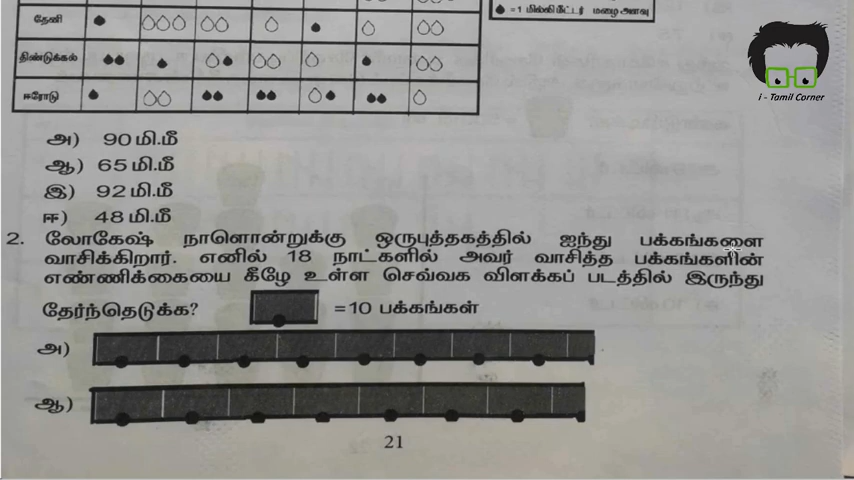 = 1 மில்லி மீட்டர் மழை அளவு
தேனி
திண்டுக்கல்
ஈரோடு
i - Tamil Corner
அ) 90 மி.மீ
ஆ) 65 மி.மீ
இ) 92 மி.மீ
ஈ) 48 மி.மீ
2. லோகேஷ் நாளொன்றுக்கு ஒருபுத்தகத்தில் ஐந்து பக்கங்களை
வாசிக்கிறார். எனில் 18 நாட்களில் அவர் வாசித்த பக்கங்களின்
எண்ணிக்கையை கீழே உள்ள செவ்வக விளக்கப் படத்தில் இருந்து
தேர்ந்தெடுக்க? = 10 பக்கங்கள்
அ)
ஆ)
21